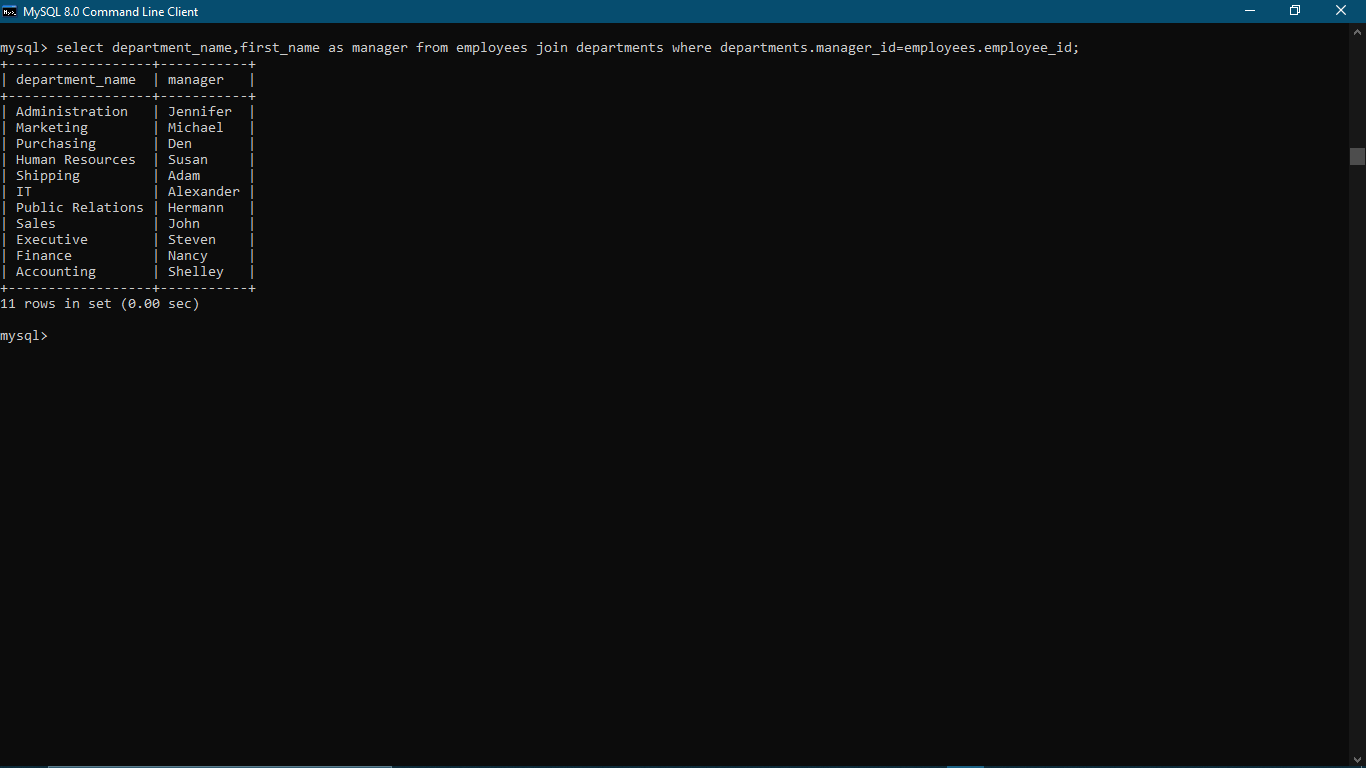 MySQL 8.0 Command Line Client
mysql> select department_name,first_name as manager from employees join departments where departments.manager_id=employees.employee_id;
+------------------+-----------+
| department_name  | manager   |
+------------------+-----------+
| Administration   | Jennifer  |
| Marketing        | Michael   |
| Purchasing       | Den       |
| Human Resources  | Susan     |
| Shipping         | Adam      |
| IT               | Alexander |
| Public Relations | Hermann   |
| Sales            | John      |
| Executive        | Steven    |
| Finance          | Nancy     |
| Accounting       | Shelley   |
+------------------+-----------+
11 rows in set (0.00 sec)
mysql>